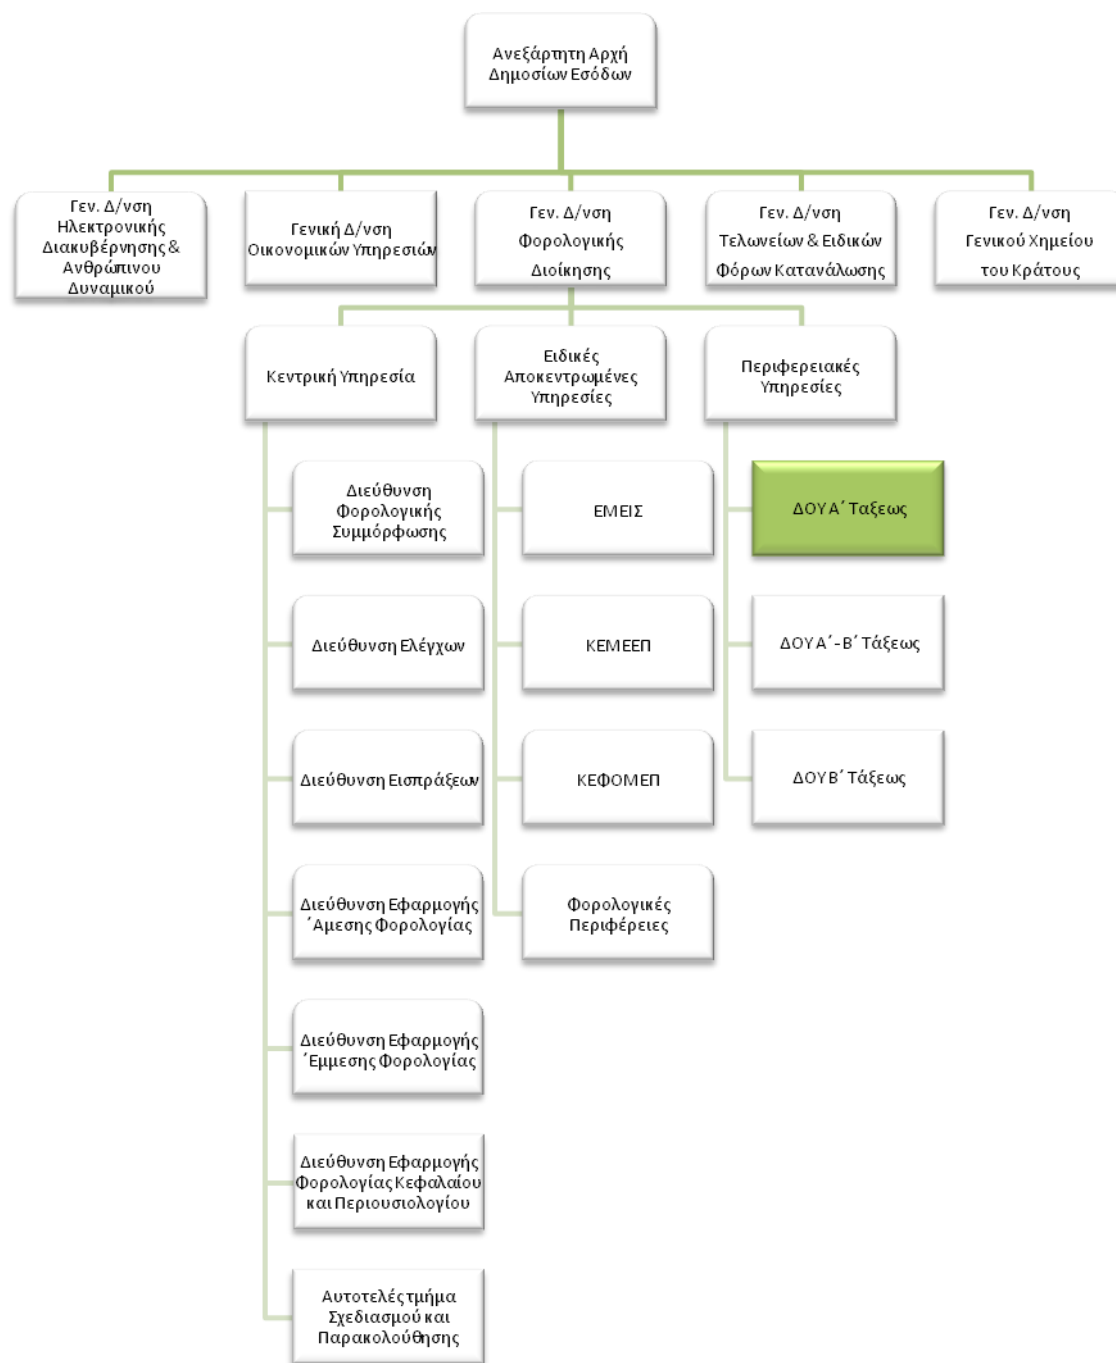 Ανεξάρτητη Αρχή
Δημοσίων Εσόδων
Γεν. Δ/νση
Ηλεκτρονικής
Διακυβέρνησης &
Ανθρώπινου
Δυναμικού
Γενική Δ/νση
Οικονομικών Υπηρεσιών
Γεν. Δ/νση
Φορολογικής
Διοίκησης
Γεν. Δ/νση
Τελωνείων & Ειδικών
Φόρων Κατανάλωσης
Γεν. Δ/νση
Γενικού Χημείου
του Κράτους
Κεντρική Υπηρεσία
Ειδικές
Αποκεντρωμένες
Υπηρεσίες
Περιφερειακές
Υπηρεσίες
Διεύθυνση
Φορολογικής
Συμμόρφωσης
Διεύθυνση Ελέγχων
Διεύθυνση Εισπράξεων
Διεύθυνση Εφαρμογής
΄Αμεσης Φορολογίας
Διεύθυνση Εφαρμογής
΄Εμμεσης Φορολογίας
Διεύθυνση Εφαρμογής
Φορολογίας Κεφαλαίου
και Περιουσιολογίου
Αυτοτελές τμήμα
Σχεδιασμού και
Παρακολούθησης
ΕΜΕΙΣ
ΚΕΜΕΕΠ
ΚΕΦΟΜΕΠ
Φορολογικές
Περιφέρειες
ΔΟΥ Α΄ Ταξεως
ΔΟΥ Α΄ - Β΄ Τάξεως
ΔΟΥ Β΄ Τάξεως